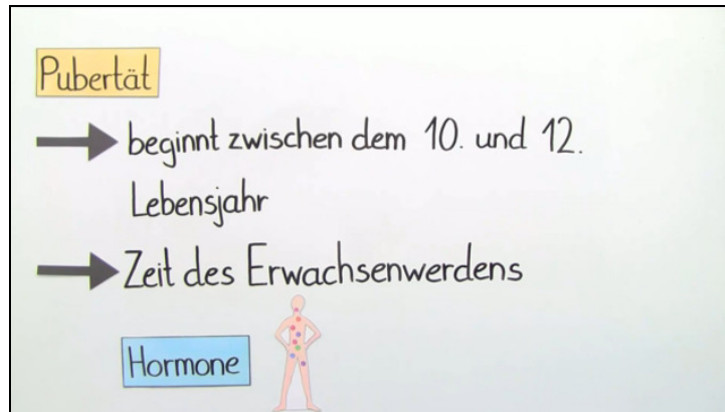 Pubertät
beginnt zwischen dem 10. und 12.
Lebensjahr
Zeit des Erwachsenwerdens
Hormone